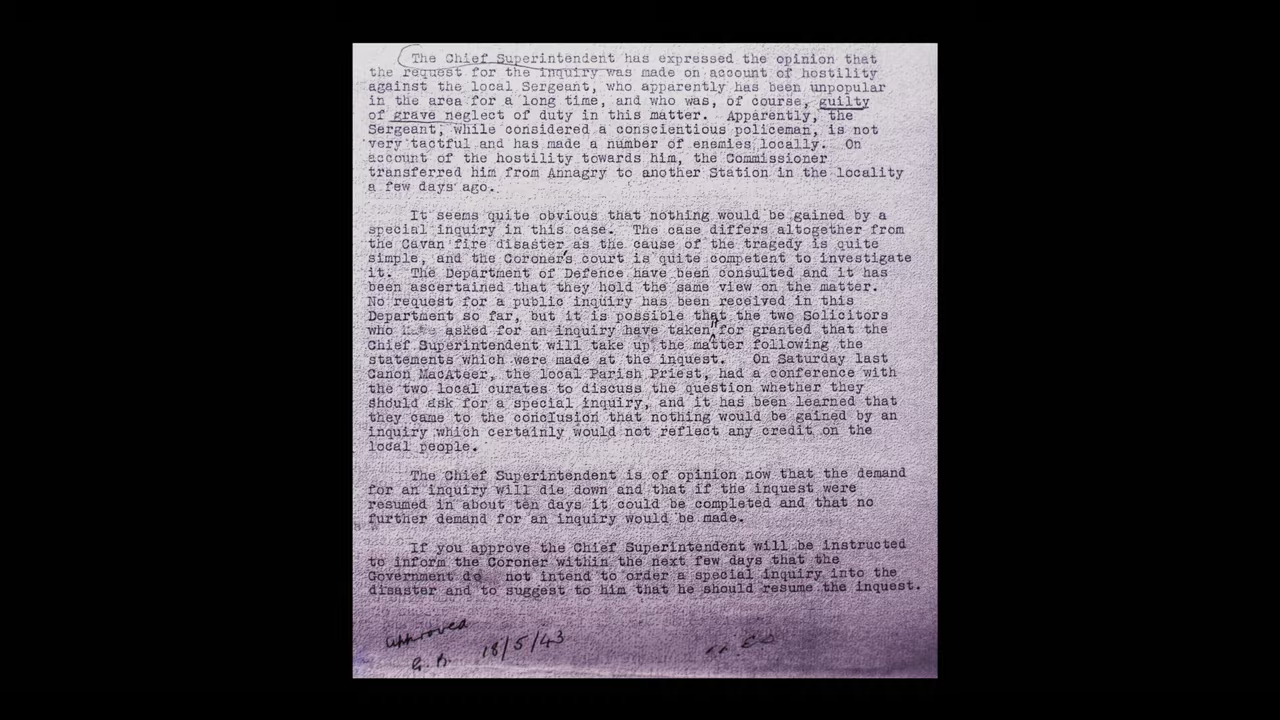 The Chief Superintendent has expressed the opinion that
the request for the inquiry was made on account of hostility
against the local Sergeant, who apparently has been unpopular
in the area for a long time, and who was, of course, guilty
of grave neglect of duty in this matter. Apparently, the
Sergeant, while considered a conscientious policeman, is not
very tactful and has made a number of enemies locally. On
account of the hostility towards him, the Commissioner
transferred him from Annagry to another Station in the locality
a few days ago.
It seems quite obvious that nothing would be gained by a
special inquiry in this case. The case differs altogether from
the Cavan fire disaster as the cause of the tragedy is quite
simple, and the Coroner's court is quite competent to investigate
it. The Department of Defence have been consulted and it has
been ascertained that they hold the same view on the matter.
No request for a public inquiry has been received in this
Department so far, but it is possible that the two Solicitors
who asked for an inquiry have taken it for granted that the
Chief Superintendent will take up the matter following the
statements which were made at the inquest. On Saturday last
Canon MacAteer, the local Parish Priest, had a conference with
the two local curates to discuss the question whether they
should ask for a special inquiry, and it has been learned that
they came to the conclusion that nothing would be gained by an
inquiry which certainly would not reflect any credit on the
local people.
The Chief Superintendent is of opinion now that the demand
for an inquiry will die down and that if the inquest were
resumed in about ten days it could be completed and that no
further demand for an inquiry would be made.
If you approve the Chief Superintendent will be instructed
to inform the Coroner within the next few days that the
Government do not intend to order a special inquiry into the
disaster and to suggest to him that he should resume the inquest.
approved
G. B. 18/5/43